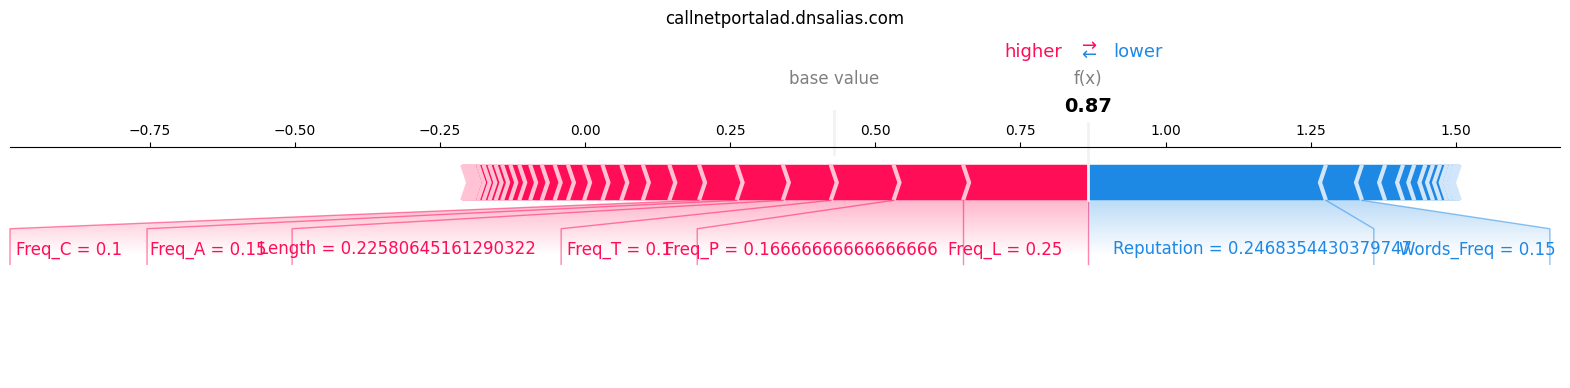 callnetportalad.dnsalias.com
higher ⇄ lower
base value f(x)
0.87
−0.75 −0.50 −0.25 0.00 0.25 0.50 0.75 1.00 1.25 1.50
Freq_C = 0.1 Freq_A = 0.15 Length = 0.22580645161290322 Freq_T = 0.1 Freq_P = 0.16666666666666666 Freq_L = 0.25 Reputation = 0.2468354430379747 Words_Freq = 0.15